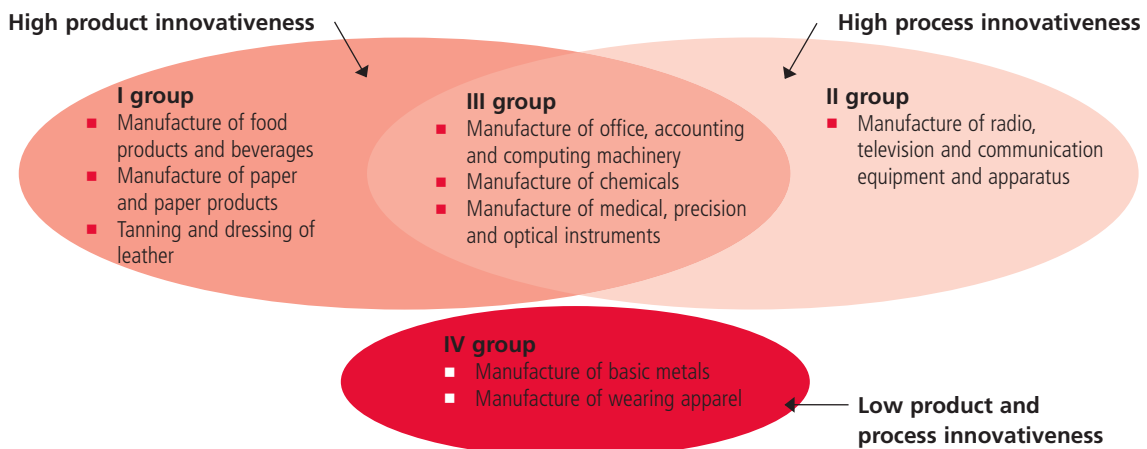 High product innovativeness
High process innovativeness
I group
Manufacture of food
products and beverages
Manufacture of paper
and paper products
Tanning and dressing of
leather
III group
Manufacture of office, accounting
and computing machinery
Manufacture of chemicals
Manufacture of medical, precision
and optical instruments
II group
Manufacture of radio,
television and communication
equipment and apparatus
IV group
Manufacture of basic metals
Manufacture of wearing apparel
Low product and
process innovativeness